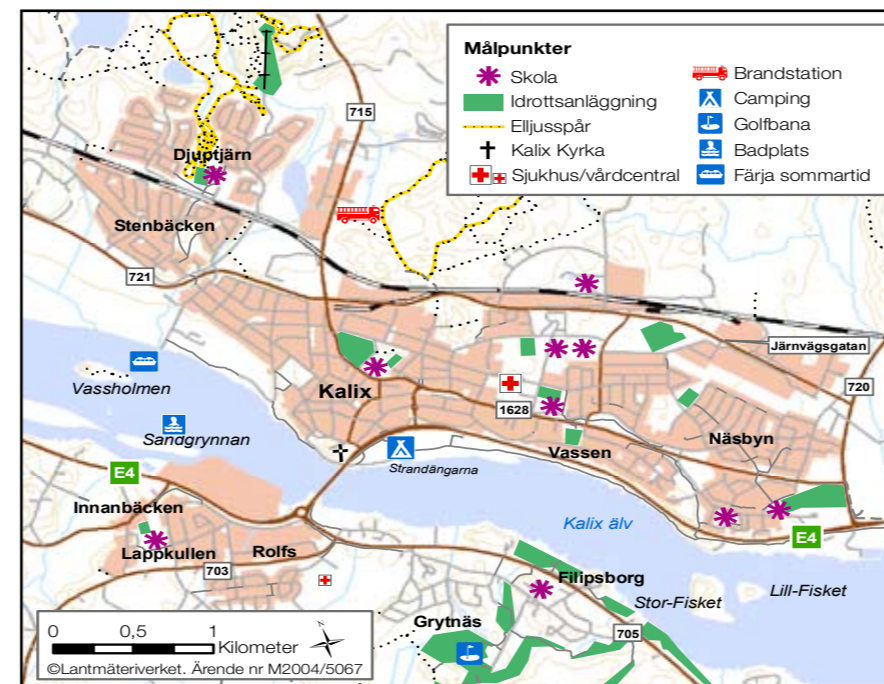 Målpunkter
Skola
Idrottsanläggning
Elljusspår
Kalix Kyrka
Sjukhus/vårdcentral
Brandstation
Camping
Golfbana
Badplats
Färja sommartid
715
Djuptjärn
Stenbäcken
721
Järnvägsgatan
Vassholmen
Kalix
720
1628
Sandgrynnan
Vassen
Näsbyn
Strandängarna
E4
Innanbäcken
Kalix älv
E4
Lappkullen
Rolfs
703
Filipsborg
Lill-Fisket
Stor-Fisket
Grytnäs
705
0 0,5 1 Kilometer
N
©Lantmäteriverket. Ärende nr M2004/5067